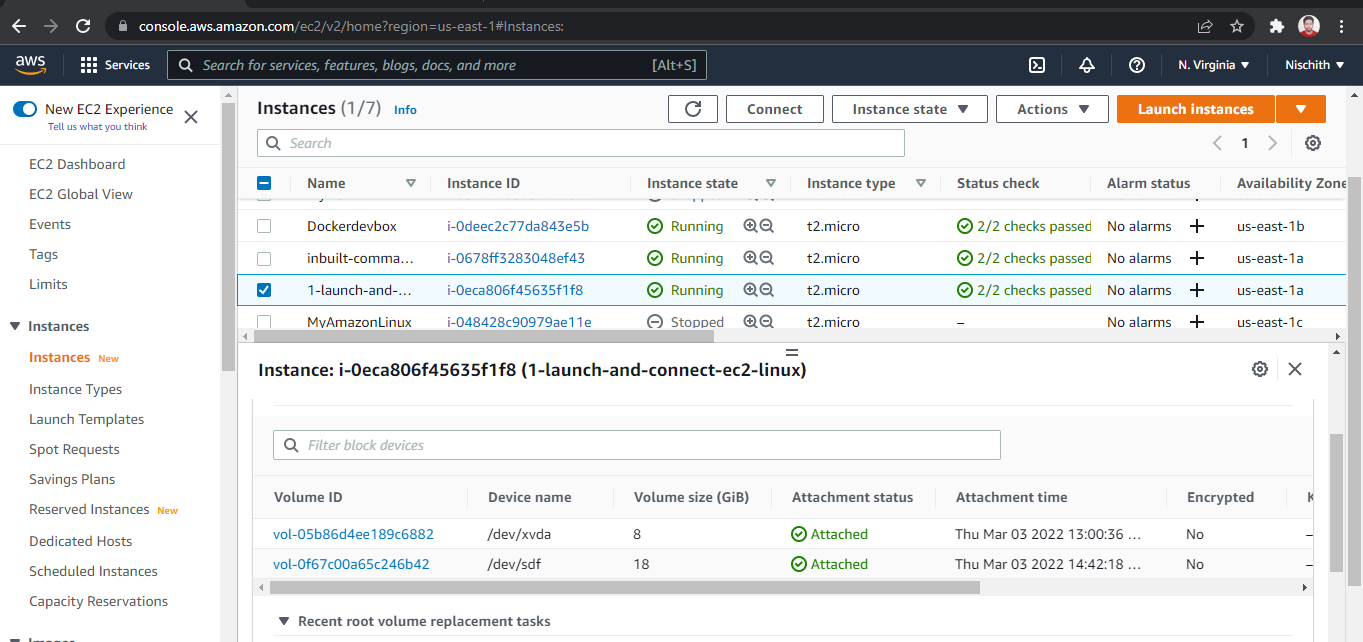 console.aws.amazon.com/ec2/v2/home?region=us-east-1#Instances:
aws Services Search for services, features, blogs, docs, and more [Alt+S] N. Virginia Nischith
New EC2 Experience
Tell us what you think
EC2 Dashboard
EC2 Global View
Events
Tags
Limits
Instances
Instances New
Instance Types
Launch Templates
Spot Requests
Savings Plans
Reserved Instances New
Dedicated Hosts
Scheduled Instances
Capacity Reservations
Images
Instances (1/7) Info Connect Instance state Actions Launch instances
Search 1
Name Instance ID Instance state Instance type Status check Alarm status Availability Zone
Dockerdevbox i-0deec2c77da843e5b Running t2.micro 2/2 checks passed No alarms us-east-1b
inbuilt-comma... i-0678ff3283048ef43 Running t2.micro 2/2 checks passed No alarms us-east-1a
1-launch-and-... i-0eca806f45635f1f8 Running t2.micro 2/2 checks passed No alarms us-east-1a
MyAmazonLinux i-048428c90979ae11e Stopped t2.micro – No alarms us-east-1c
Instance: i-0eca806f45635f1f8 (1-launch-and-connect-ec2-linux)
Filter block devices
Volume ID Device name Volume size (GiB) Attachment status Attachment time Encrypted K
vol-05b86d4ee189c6882 /dev/xvda 8 Attached Thu Mar 03 2022 13:00:36 ... No –
vol-0f67c00a65c246b42 /dev/sdf 18 Attached Thu Mar 03 2022 14:42:18 ... No –
Recent root volume replacement tasks